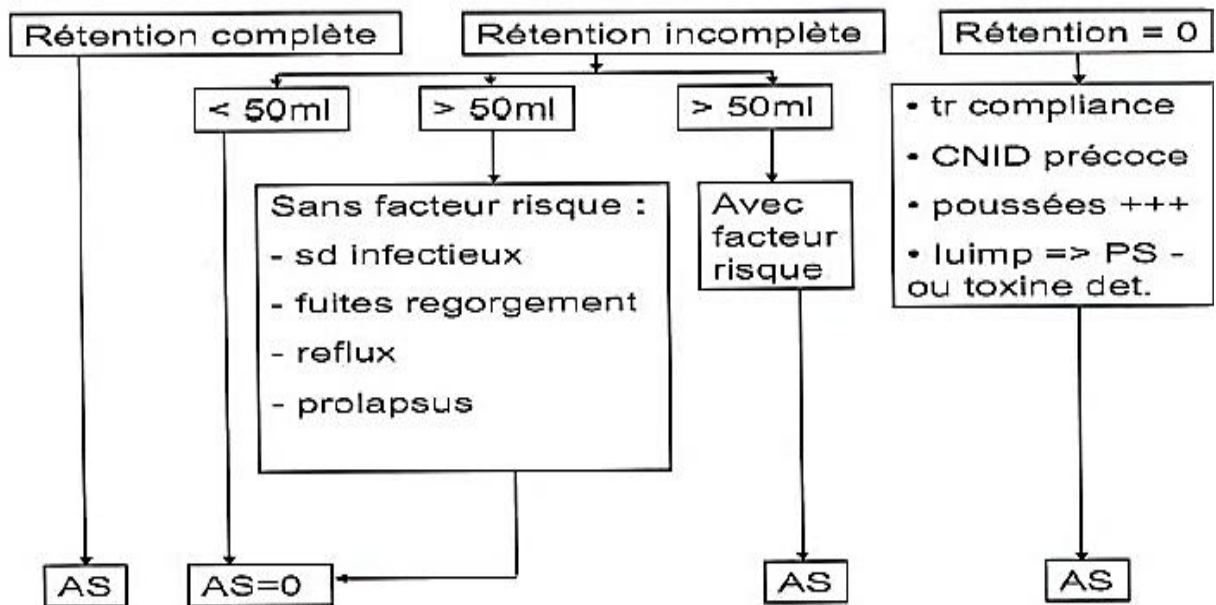 Rétention complète
Rétention incomplète
Rétention = 0
< 50ml
> 50ml
> 50ml
Sans facteur risque :
- sd infectieux
- fuites regorgement
- reflux
- prolapsus
Avec
facteur
risque
• tr compliance
• CNID précoce
• poussées +++
• luimp => PS -
ou toxine det.
AS
AS=0
AS
AS